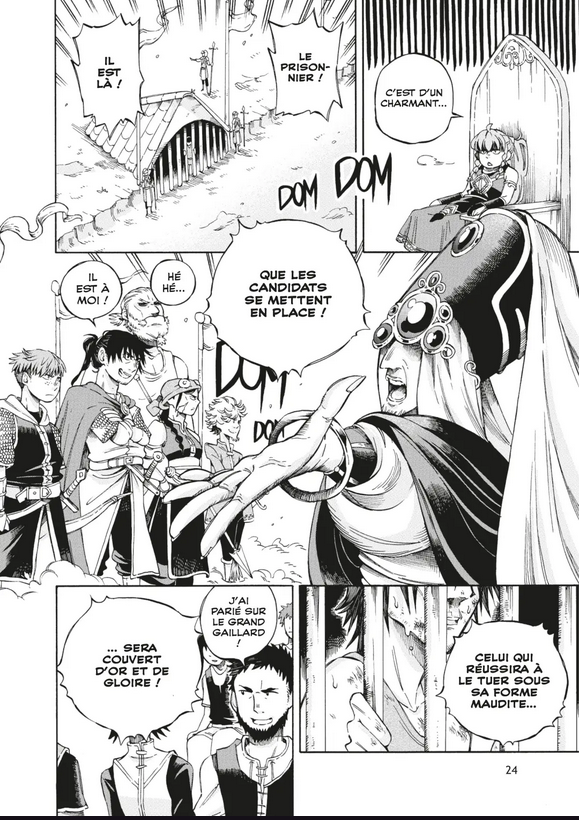 C'EST D'UN
CHARMANT...
LE
PRISON-
NIER !
IL
EST
LÀ !
DOM DOM
QUE LES
CANDIDATS
SE METTENT
EN PLACE !
HÉ
HÉ...
IL
EST À
MOI !
DOM
DOM
CELUI QUI
RÉUSSIRA À
LE TUER SOUS
SA FORME
MAUDITE...
J'AI
PARIÉ SUR
LE GRAND
GAILLARD
!
... SERA
COUVERT
D'OR ET DE
GLOIRE !
24